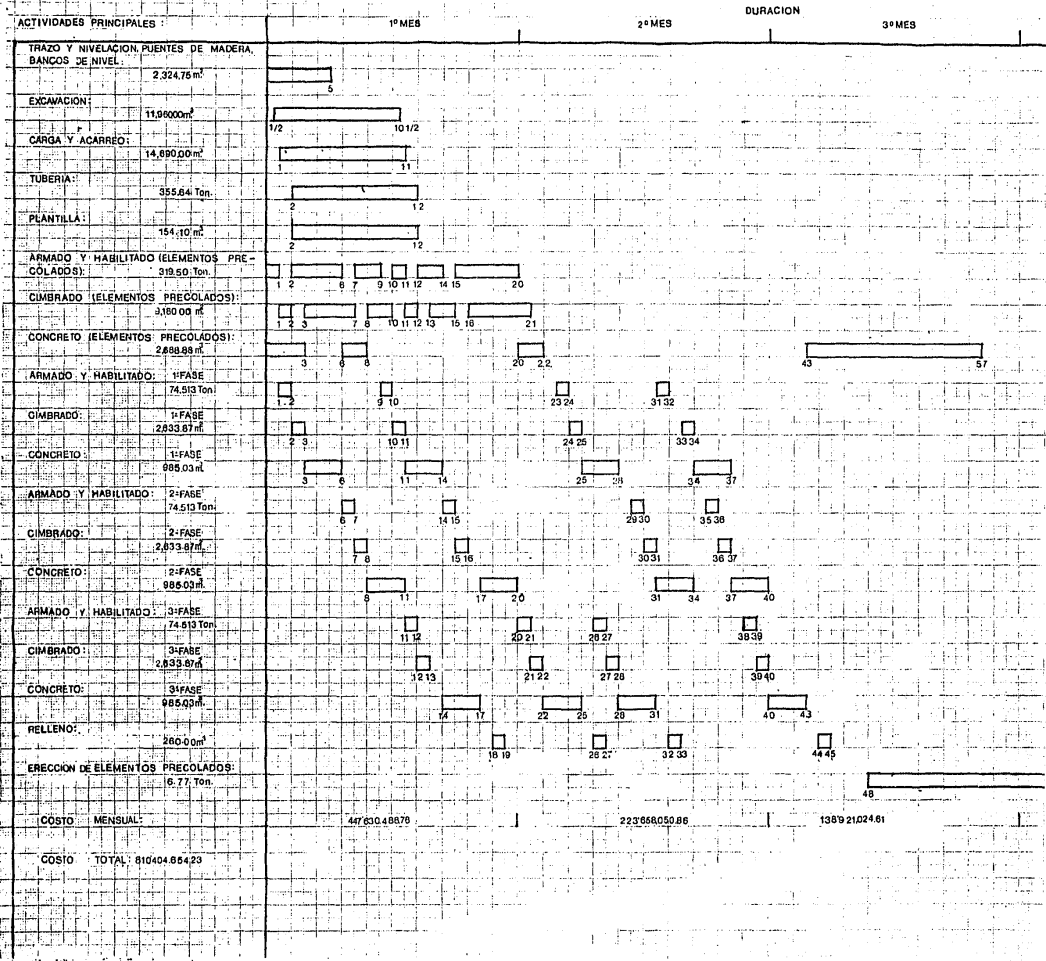 DURACION
ACTIVIDADES PRINCIPALES : 1º MES 2º MES 3º MES
TRAZO Y NIVELACION, PUENTES DE MADERA,
BANCOS DE NIVEL:
2,324.75 m²
5
EXCAVACION:
11,96000m³
1/2 10 1/2
CARGA Y ACARREO:
14,690.00 m³
1 11
TUBERIA:
355.64 Ton.
2 12
PLANTILLA:
154.10 m³
2 12
ARMADO Y HABILITADO (ELEMENTOS PRE-
COLADOS): 319.50 Ton.
1 2 6 7 9 10 11 12 14 15 20
CIMBRADO (ELEMENTOS PRECOLADOS):
9,160.00 m²
1 2 3 7 8 10 11 12 13 15 16 21
CONCRETO (ELEMENTOS PRECOLADOS):
2,688.88 m³
3 6 8 20 22 43 57
ARMADO Y HABILITADO: 1ª FASE
74.513 Ton.
1 2 9 10 23 24 31 32
CIMBRADO: 1ª FASE
2,633.87 m²
2 3 10 11 24 25 33 34
CONCRETO: 1ª FASE
985.03 m³
3 6 11 14 25 28 34 37
ARMADO Y HABILITADO: 2ª FASE
74.513 Ton.
6 7 14 15 29 30 35 36
CIMBRADO: 2ª FASE
2,633.87 m²
7 8 15 16 30 31 36 37
CONCRETO: 2ª FASE
985.03 m³
8 11 17 20 31 34 37 40
ARMADO Y HABILITADO: 3ª FASE
74.513 Ton.
11 12 20 21 26 27 38 39
CIMBRADO: 3ª FASE
2,633.87 m²
12 13 21 22 27 28 39 40
CONCRETO: 3ª FASE
985.03 m³
14 17 22 25 28 31 40 43
RELLENO:
260.00 m³
18 19 26 27 32 33 44 45
ERECCION DE ELEMENTOS PRECOLADOS:
6.77 Ton.
48
COSTO MENSUAL: 447'630.488.76 223'658,050.86 138'921,024.61
COSTO TOTAL: 810404.654.23